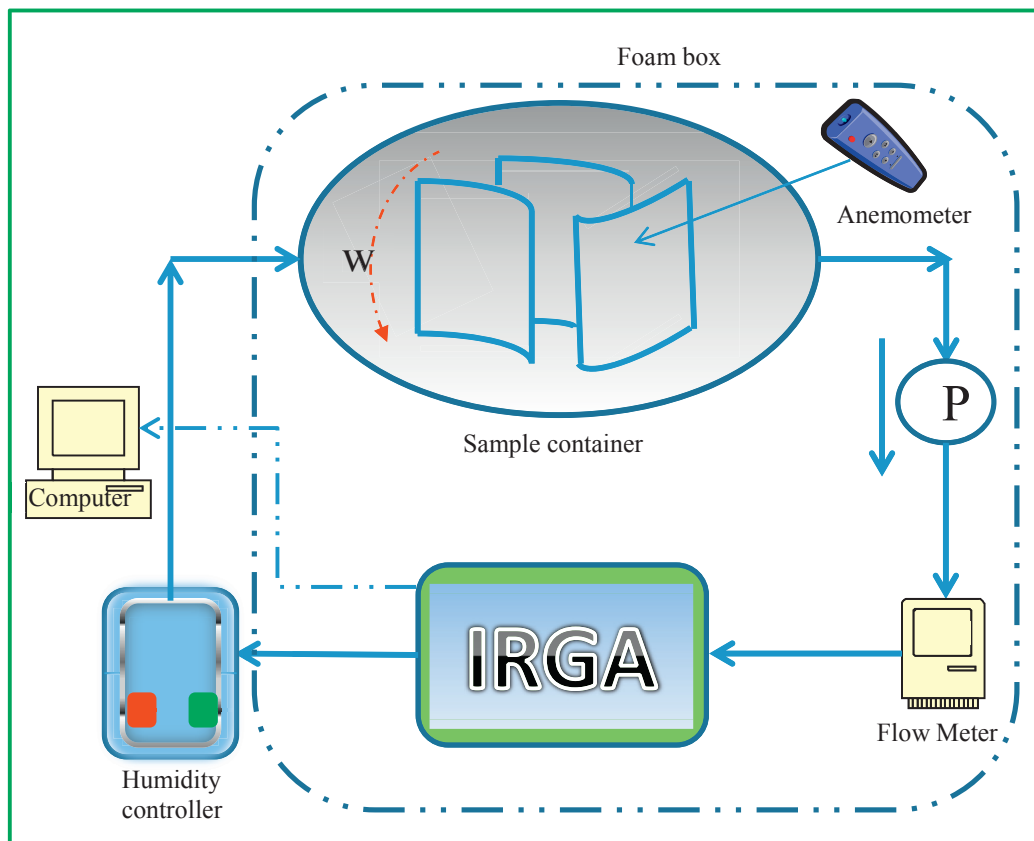 Foam box
Anemometer
W
Sample container
P
Computer
IRGA
Flow Meter
Humidity
controller